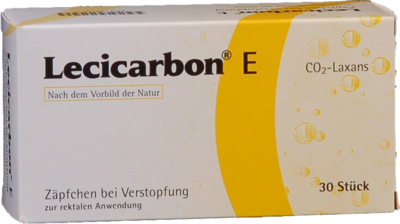 Lecicarbon® E
CO₂-Laxans
Nach dem Vorbild der Natur
Zäpfchen bei Verstopfung
zur rektalen Anwendung
30 Stück